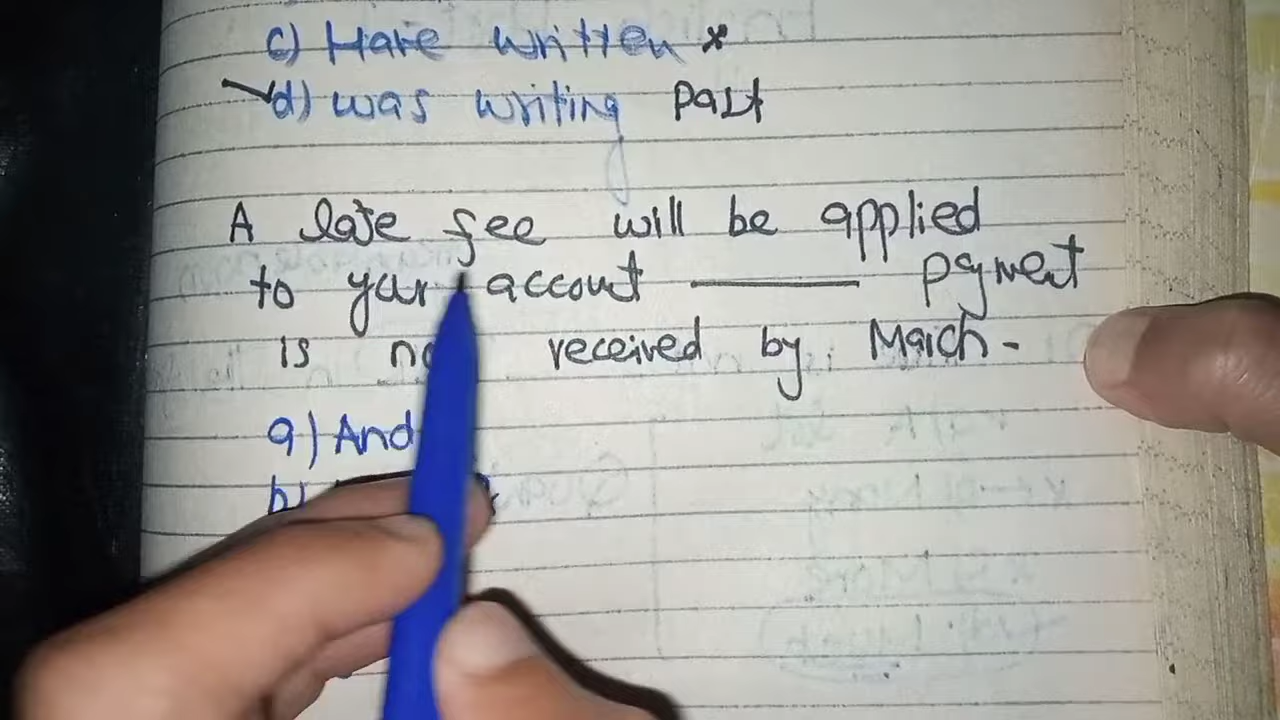 c) Have written ×
d) was writing Past
A late fee will be applied
to your account ______ payment
is received by March -
a) And
b)